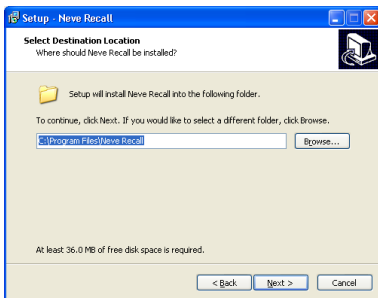 Setup - Neve Recall
Select Destination Location
Where should Neve Recall be installed?
Setup will install Neve Recall into the following folder.
To continue, click Next. If you would like to select a different folder, click Browse.
C:\Program Files\Neve Recall
Browse...
At least 36.0 MB of free disk space is required.
< Back
Next >
Cancel